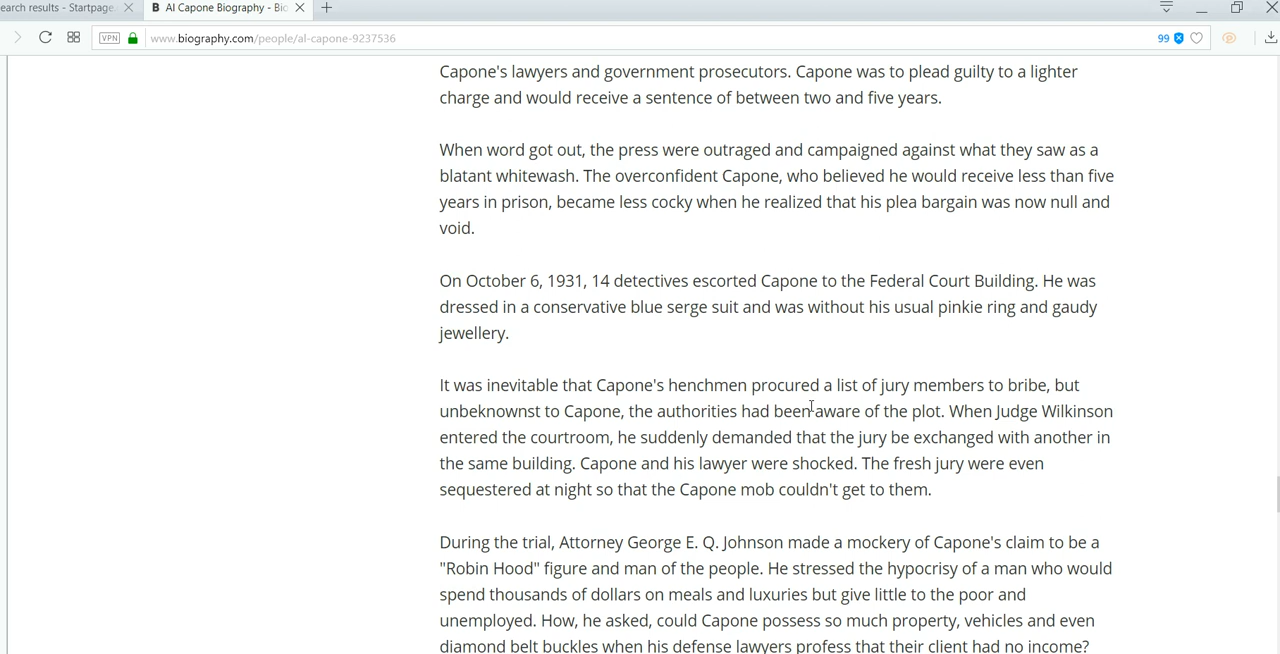 earch results - Startpage
B Al Capone Biography - Bio
VPN www.biography.com/people/al-capone-9237536 99
Capone's lawyers and government prosecutors. Capone was to plead guilty to a lighter
charge and would receive a sentence of between two and five years.
When word got out, the press were outraged and campaigned against what they saw as a
blatant whitewash. The overconfident Capone, who believed he would receive less than five
years in prison, became less cocky when he realized that his plea bargain was now null and
void.
On October 6, 1931, 14 detectives escorted Capone to the Federal Court Building. He was
dressed in a conservative blue serge suit and was without his usual pinkie ring and gaudy
jewellery.
It was inevitable that Capone's henchmen procured a list of jury members to bribe, but
unbeknownst to Capone, the authorities had been aware of the plot. When Judge Wilkinson
entered the courtroom, he suddenly demanded that the jury be exchanged with another in
the same building. Capone and his lawyer were shocked. The fresh jury were even
sequestered at night so that the Capone mob couldn't get to them.
During the trial, Attorney George E. Q. Johnson made a mockery of Capone's claim to be a
"Robin Hood" figure and man of the people. He stressed the hypocrisy of a man who would
spend thousands of dollars on meals and luxuries but give little to the poor and
unemployed. How, he asked, could Capone possess so much property, vehicles and even
diamond belt buckles when his defense lawyers profess that their client had no income?